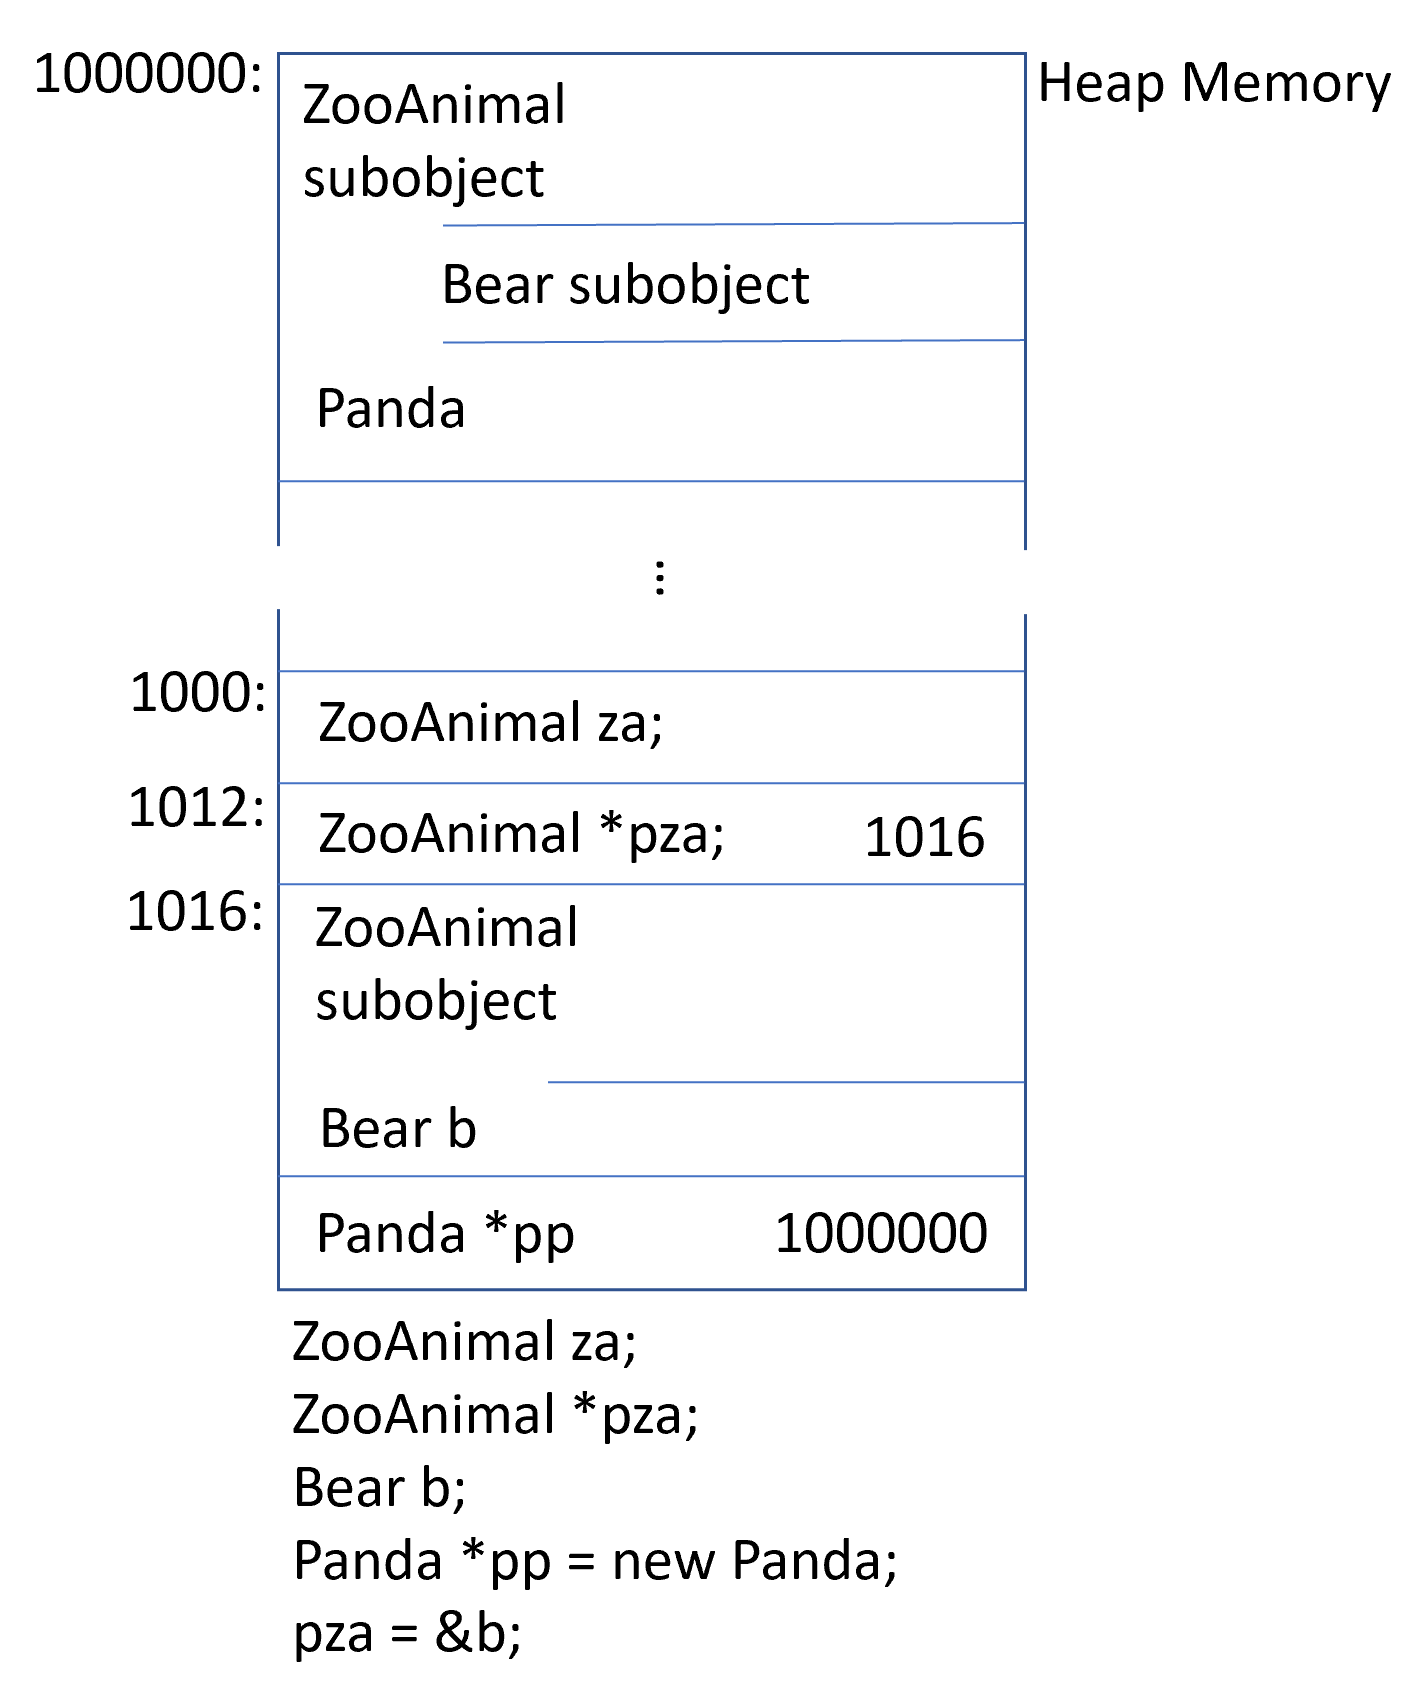 1000000:
Heap Memory
ZooAnimal
subobject
Bear subobject
Panda
⋮
1000:
ZooAnimal za;
1012:
ZooAnimal *pza; 1016
1016:
ZooAnimal
subobject
Bear b
Panda *pp 1000000
ZooAnimal za;
ZooAnimal *pza;
Bear b;
Panda *pp = new Panda;
pza = &b;